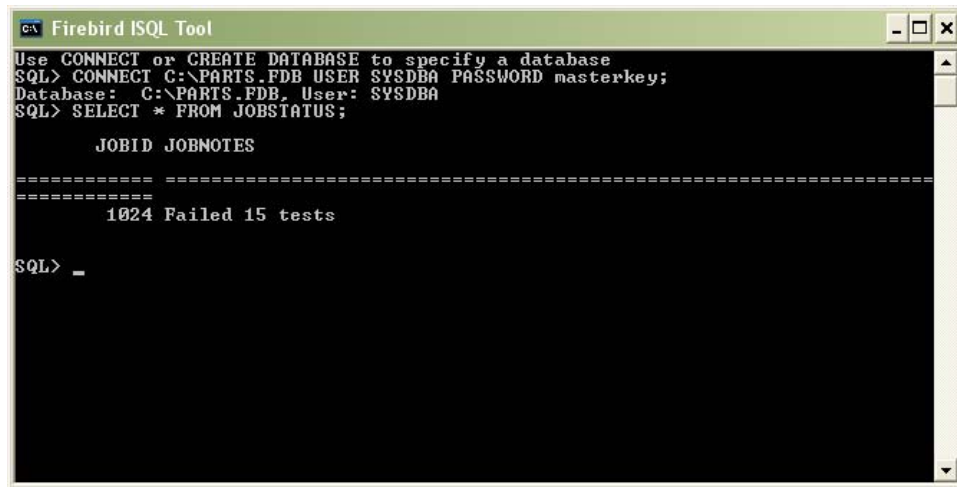 Firebird ISQL Tool
Use CONNECT or CREATE DATABASE to specify a database
SQL> CONNECT C:\PARTS.FDB USER SYSDBA PASSWORD masterkey;
Database:  C:\PARTS.FDB, User: SYSDBA
SQL> SELECT * FROM JOBSTATUS;
JOBID JOBNOTES
============ ===================================================================
============
1024 Failed 15 tests
SQL> _